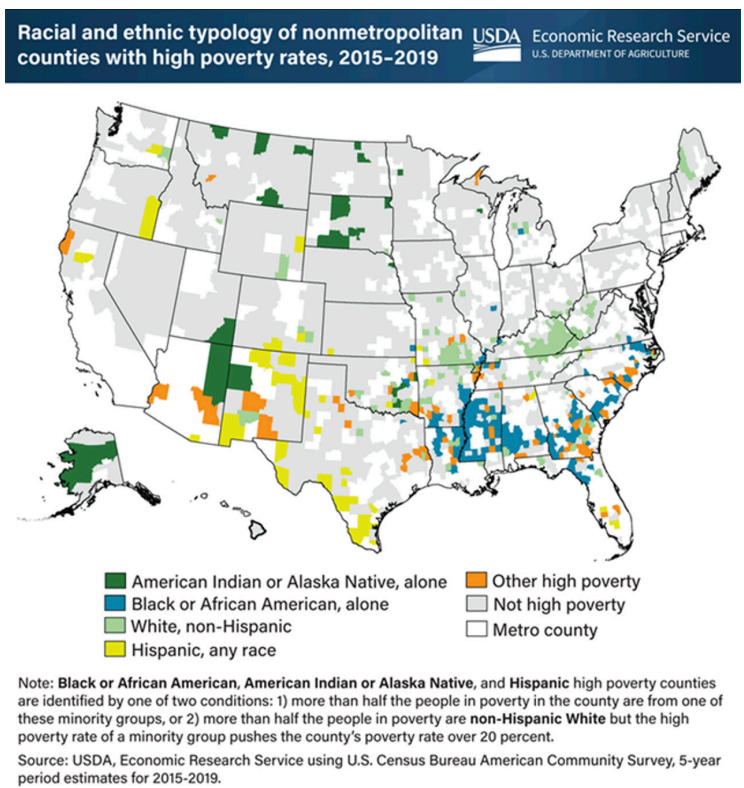 Racial and ethnic typology of nonmetropolitan
counties with high poverty rates, 2015–2019
USDA
Economic Research Service
U.S. DEPARTMENT OF AGRICULTURE
American Indian or Alaska Native, alone
Black or African American, alone
White, non-Hispanic
Hispanic, any race
Other high poverty
Not high poverty
Metro county
Note: Black or African American, American Indian or Alaska Native, and Hispanic high poverty counties
are identified by one of two conditions: 1) more than half the people in poverty in the county are from one of
these minority groups, or 2) more than half the people in poverty are non-Hispanic White but the high
poverty rate of a minority group pushes the county's poverty rate over 20 percent.
Source: USDA, Economic Research Service using U.S. Census Bureau American Community Survey, 5-year
period estimates for 2015-2019.